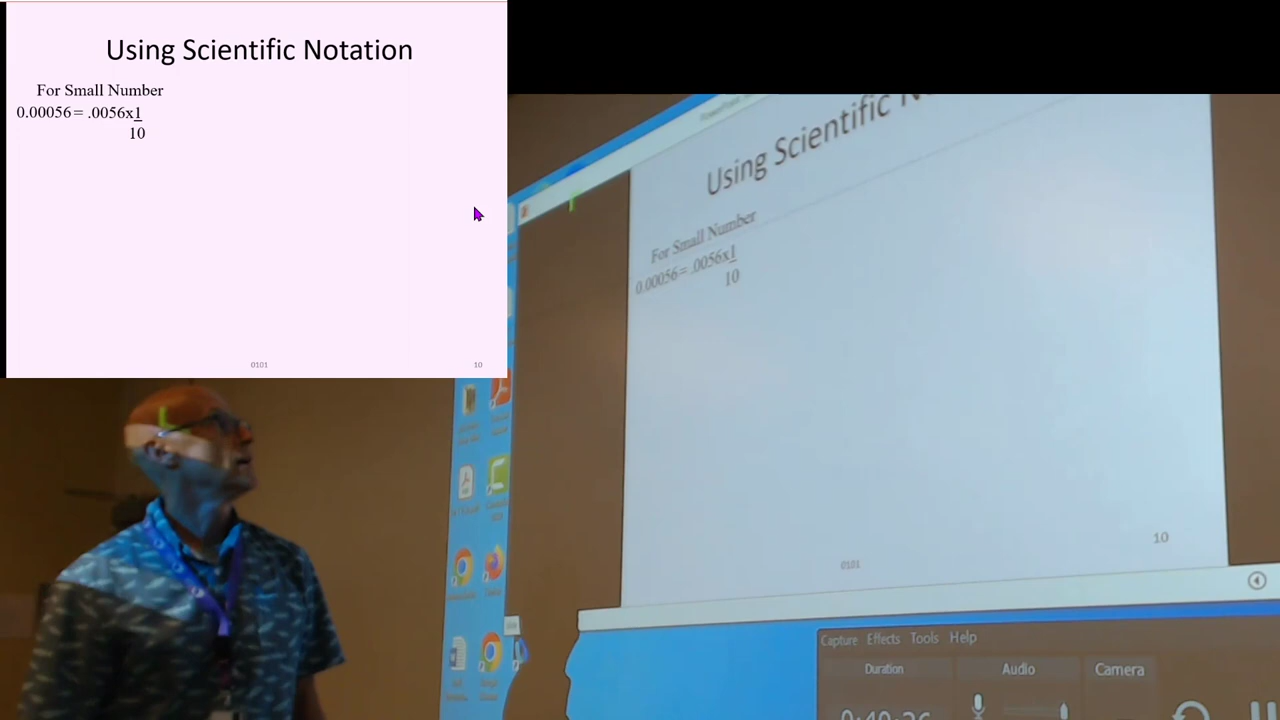 Using Scientific Notation
For Small Number
0.00056 = .0056x1
10
0101
10
Using Scientific
For Small Number
0.00056 = .0056x1
10
0101
10
Capture Effects Tools Help
Duration Audio Camera